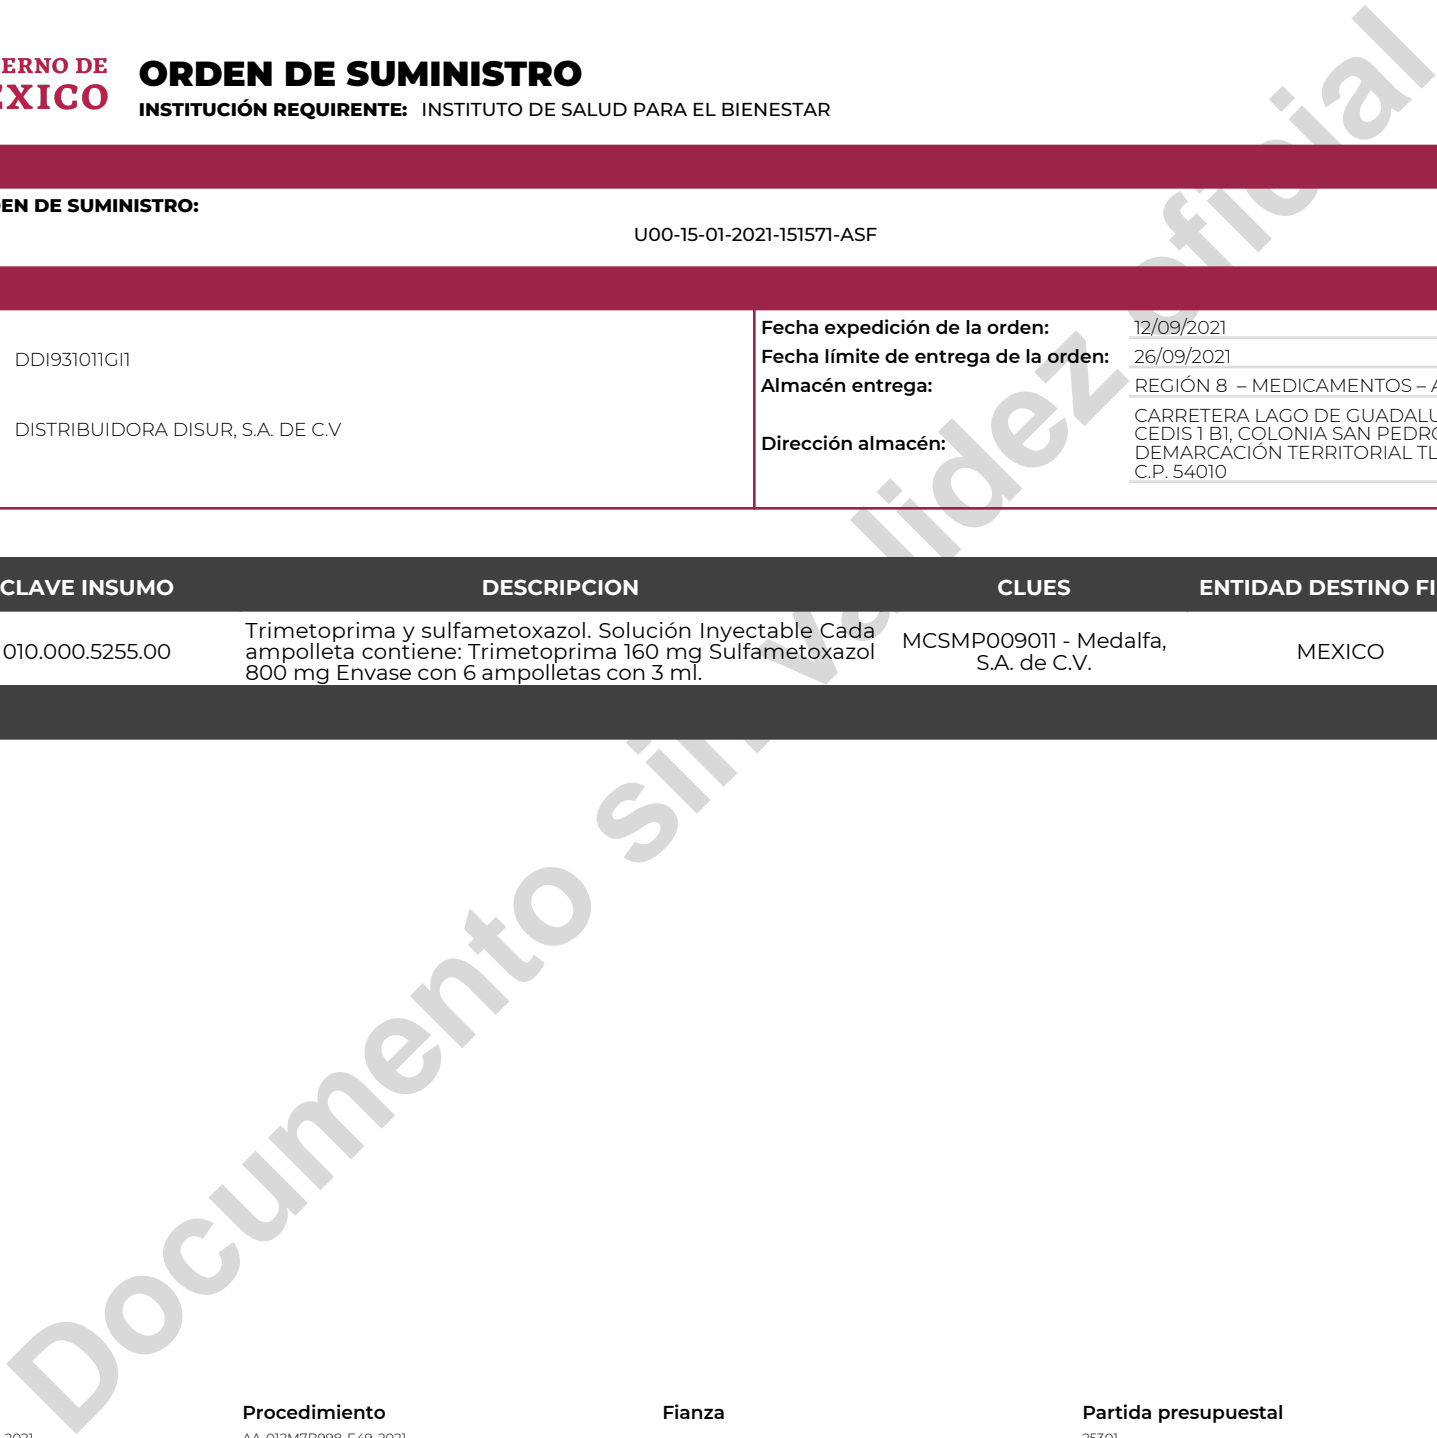 ERNO DE
ORDEN DE SUMINISTRO
INSTITUCIÓN REQUIRENTE: INSTITUTO DE SALUD PARA EL BIENESTAR
EN DE SUMINISTRO:
U00-15-01-2021-151571-ASF
DDI931011GI1
DISTRIBUIDORA DISUR, S.A. DE C.V
Fecha expedición de la orden: 12/09/2021
Fecha límite de entrega de la orden: 26/09/2021
Almacén entrega: REGIÓN 8 – MEDICAMENTOS – A
Dirección almacén:
CARRETERA LAGO DE GUADALU
CEDIS 1 B1, COLONIA SAN PEDRO
DEMARCACIÓN TERRITORIAL TL
C.P. 54010
CLAVE INSUMO DESCRIPCION CLUES ENTIDAD DESTINO FI
010.000.5255.00
Trimetoprima y sulfametoxazol. Solución Inyectable Cada
ampolleta contiene: Trimetoprima 160 mg Sulfametoxazol
800 mg Envase con 6 ampolletas con 3 ml.
MCSMP009011 - Medalfa,
S.A. de C.V.
MEXICO
Documento sin validez oficial
Procedimiento Fianza Partida presupuestal